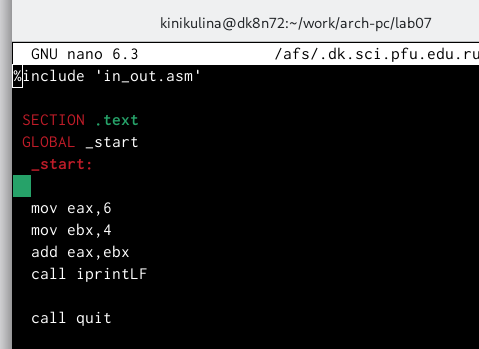 kinikulina@dk8n72:~/work/arch-pc/lab07
GNU nano 6.3 /afs/.dk.sci.pfu.edu.ru
%include 'in_out.asm'
SECTION .text
GLOBAL _start
_start:
mov eax,6
mov ebx,4
add eax,ebx
call iprintLF
call quit